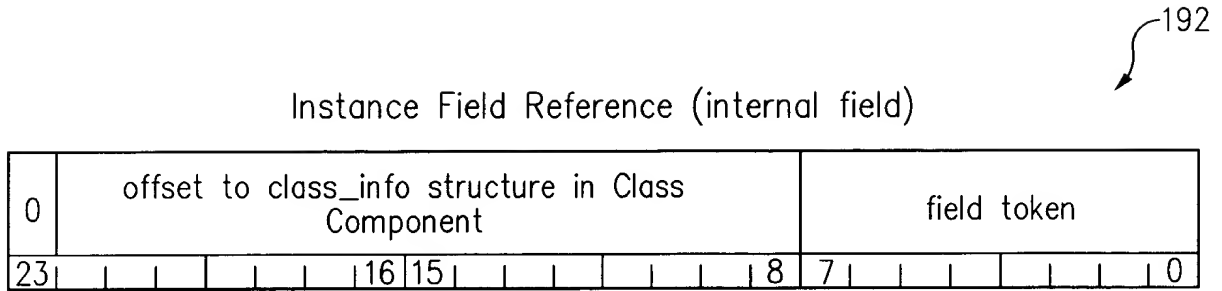 192
Instance Field Reference (internal field)
0 offset to class_info structure in Class Component field token
23 16 15 8 7 0